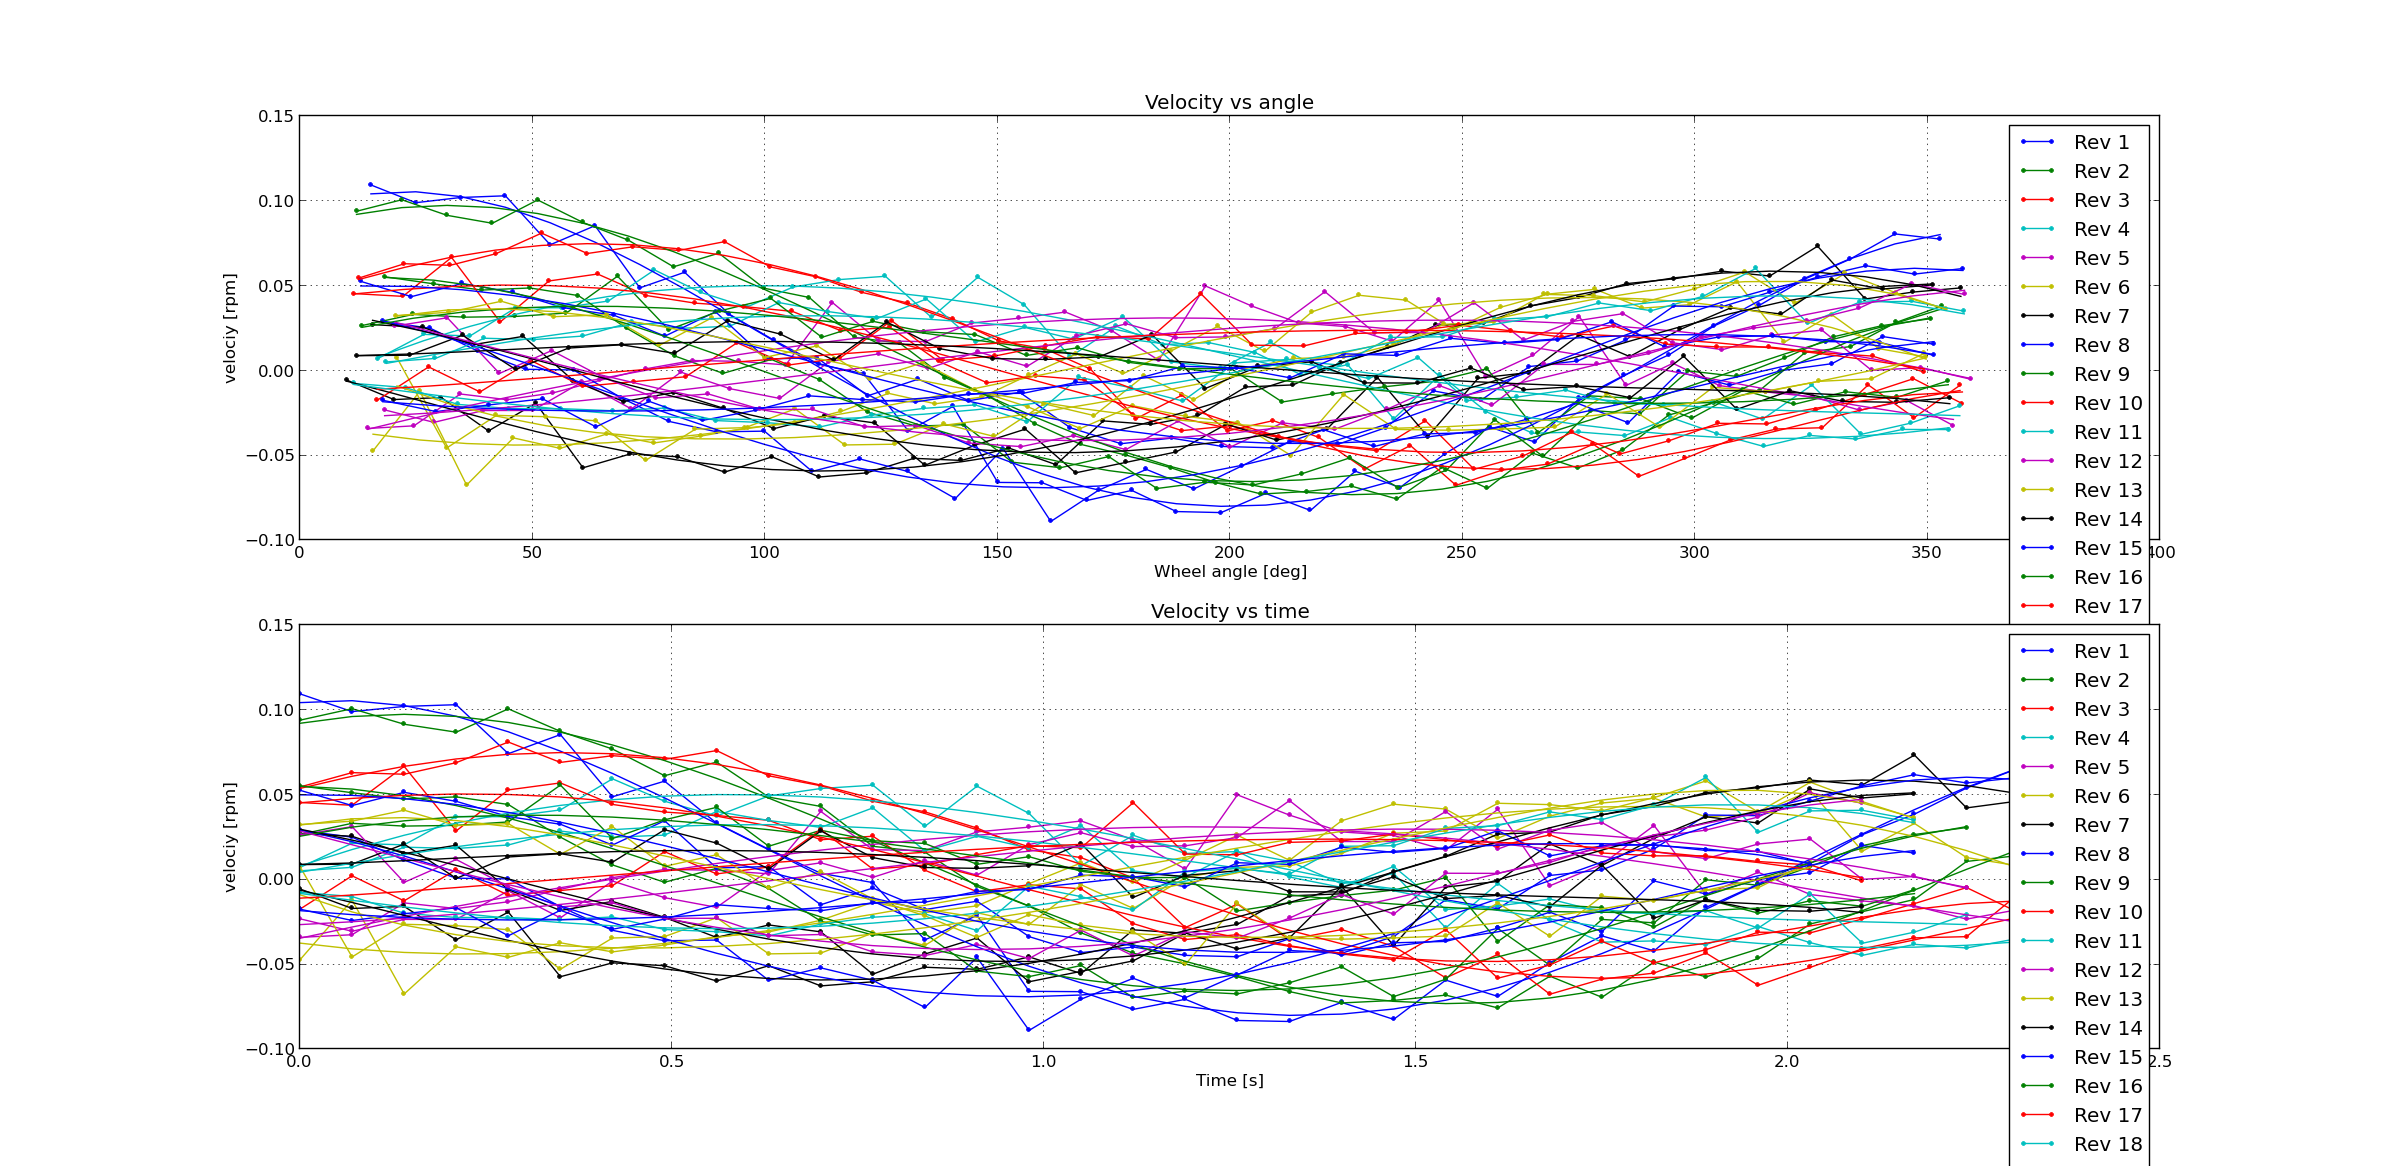 Velocity vs angle
0.15
0.10
0.05
0.00
−0.05
−0.10
velociy [rpm]
0
50
100
150
200
250
300
350
400
Wheel angle [deg]
Rev 1
Rev 2
Rev 3
Rev 4
Rev 5
Rev 6
Rev 7
Rev 8
Rev 9
Rev 10
Rev 11
Rev 12
Rev 13
Rev 14
Rev 15
Rev 16
Rev 17
Velocity vs time
0.15
0.10
0.05
0.00
−0.05
−0.10
velociy [rpm]
0.0
0.5
1.0
1.5
2.0
2.5
Time [s]
Rev 1
Rev 2
Rev 3
Rev 4
Rev 5
Rev 6
Rev 7
Rev 8
Rev 9
Rev 10
Rev 11
Rev 12
Rev 13
Rev 14
Rev 15
Rev 16
Rev 17
Rev 18